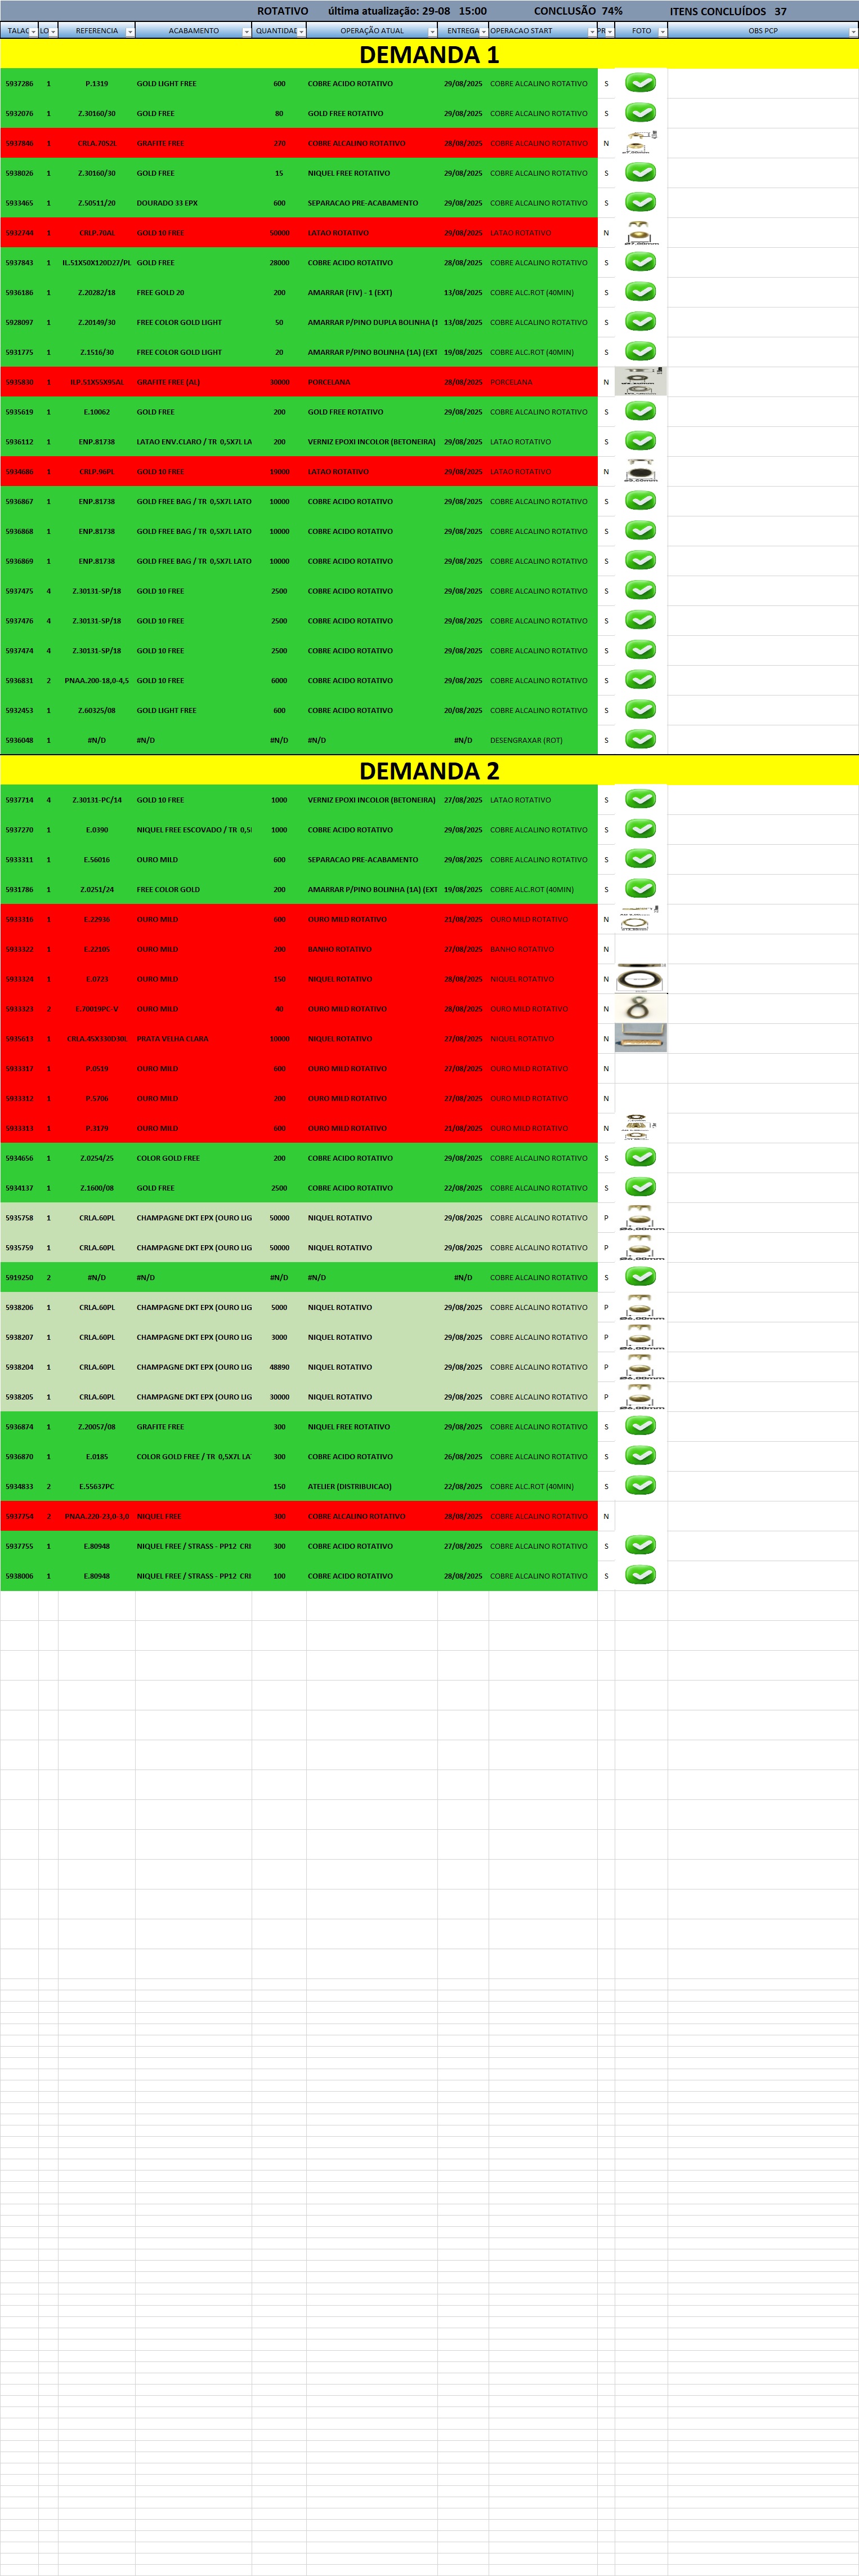 ROTATIVO última atualização: 29-08 15:00 CONCLUSÃO 74% ITENS CONCLUÍDOS 37
TALAC LO REFERENCIA ACABAMENTO QUANTIDAE OPERAÇÃO ATUAL ENTREGA OPERACAO START PR FOTO OBS PCP
DEMANDA 1
5937286 1 P.1319 GOLD LIGHT FREE 600 COBRE ACIDO ROTATIVO 29/08/2025 COBRE ALCALINO ROTATIVO S
5932076 1 Z.30160/30 GOLD FREE 80 GOLD FREE ROTATIVO 29/08/2025 COBRE ALCALINO ROTATIVO S
5937846 1 CRLA.70S2L GRAFITE FREE 270 COBRE ALCALINO ROTATIVO 28/08/2025 COBRE ALCALINO ROTATIVO N
5938026 1 Z.30160/30 GOLD FREE 15 NIQUEL FREE ROTATIVO 29/08/2025 COBRE ALCALINO ROTATIVO S
5933465 1 Z.50511/20 DOURADO 33 EPX 600 SEPARACAO PRE-ACABAMENTO 29/08/2025 COBRE ALCALINO ROTATIVO S
5932744 1 CRLP.70AL GOLD 10 FREE 50000 LATAO ROTATIVO 29/08/2025 LATAO ROTATIVO N
5937843 1 IL.51X50X120D27/PL GOLD FREE 28000 COBRE ACIDO ROTATIVO 28/08/2025 COBRE ALCALINO ROTATIVO S
5936186 1 Z.20282/18 FREE GOLD 20 200 AMARRAR (FIV) - 1 (EXT) 13/08/2025 COBRE ALC.ROT (40MIN) S
5928097 1 Z.20149/30 FREE COLOR GOLD LIGHT 50 AMARRAR P/PINO DUPLA BOLINHA (1 13/08/2025 COBRE ALCALINO ROTATIVO S
5931775 1 Z.1516/30 FREE COLOR GOLD LIGHT 20 AMARRAR P/PINO BOLINHA (1A) (EXT 19/08/2025 COBRE ALC.ROT (40MIN) S
5935830 1 ILP.51X55X95AL GRAFITE FREE (AL) 30000 PORCELANA 28/08/2025 PORCELANA N
5935619 1 E.10062 GOLD FREE 200 GOLD FREE ROTATIVO 29/08/2025 COBRE ALCALINO ROTATIVO S
5936112 1 ENP.81738 LATAO ENV.CLARO / TR 0,5X7L LA 200 VERNIZ EPOXI INCOLOR (BETONEIRA) 29/08/2025 LATAO ROTATIVO S
5934686 1 CRLP.96PL GOLD 10 FREE 19000 LATAO ROTATIVO 29/08/2025 LATAO ROTATIVO N
5936867 1 ENP.81738 GOLD FREE BAG / TR 0,5X7L LATO 10000 COBRE ACIDO ROTATIVO 29/08/2025 COBRE ALCALINO ROTATIVO S
5936868 1 ENP.81738 GOLD FREE BAG / TR 0,5X7L LATO 10000 COBRE ACIDO ROTATIVO 29/08/2025 COBRE ALCALINO ROTATIVO S
5936869 1 ENP.81738 GOLD FREE BAG / TR 0,5X7L LATO 10000 COBRE ACIDO ROTATIVO 29/08/2025 COBRE ALCALINO ROTATIVO S
5937475 4 Z.30131-SP/18 GOLD 10 FREE 2500 COBRE ACIDO ROTATIVO 29/08/2025 COBRE ALCALINO ROTATIVO S
5937476 4 Z.30131-SP/18 GOLD 10 FREE 2500 COBRE ACIDO ROTATIVO 29/08/2025 COBRE ALCALINO ROTATIVO S
5937474 4 Z.30131-SP/18 GOLD 10 FREE 2500 COBRE ACIDO ROTATIVO 29/08/2025 COBRE ALCALINO ROTATIVO S
5936831 2 PNAA.200-18,0-4,5 GOLD 10 FREE 6000 COBRE ACIDO ROTATIVO 29/08/2025 COBRE ALCALINO ROTATIVO S
5932453 1 Z.60325/08 GOLD LIGHT FREE 600 COBRE ACIDO ROTATIVO 20/08/2025 COBRE ALCALINO ROTATIVO S
5936048 1 #N/D #N/D #N/D #N/D #N/D DESENGRAXAR (ROT) S
DEMANDA 2
5937714 4 Z.30131-PC/14 GOLD 10 FREE 1000 VERNIZ EPOXI INCOLOR (BETONEIRA) 27/08/2025 LATAO ROTATIVO S
5937270 1 E.0390 NIQUEL FREE ESCOVADO / TR 0,5 1000 COBRE ACIDO ROTATIVO 29/08/2025 COBRE ALCALINO ROTATIVO S
5933311 1 E.56016 OURO MILD 600 SEPARACAO PRE-ACABAMENTO 29/08/2025 COBRE ALCALINO ROTATIVO S
5931786 1 Z.0251/24 FREE COLOR GOLD 200 AMARRAR P/PINO BOLINHA (1A) (EXT 19/08/2025 COBRE ALC.ROT (40MIN) S
5933316 1 E.22936 OURO MILD 600 OURO MILD ROTATIVO 21/08/2025 OURO MILD ROTATIVO N
5933322 1 E.22105 OURO MILD 200 BANHO ROTATIVO 27/08/2025 BANHO ROTATIVO N
5933324 1 E.0723 OURO MILD 150 NIQUEL ROTATIVO 28/08/2025 NIQUEL ROTATIVO N
5933323 2 E.70019PC-V OURO MILD 40 OURO MILD ROTATIVO 28/08/2025 OURO MILD ROTATIVO N
5935613 1 CRLA.45X330D30L PRATA VELHA CLARA 10000 NIQUEL ROTATIVO 27/08/2025 NIQUEL ROTATIVO N
5933317 1 P.0519 OURO MILD 600 OURO MILD ROTATIVO 27/08/2025 OURO MILD ROTATIVO N
5933312 1 P.5706 OURO MILD 200 OURO MILD ROTATIVO 27/08/2025 OURO MILD ROTATIVO N
5933313 1 P.3179 OURO MILD 600 OURO MILD ROTATIVO 21/08/2025 OURO MILD ROTATIVO N
5934656 1 Z.0254/25 COLOR GOLD FREE 200 COBRE ACIDO ROTATIVO 29/08/2025 COBRE ALCALINO ROTATIVO S
5934137 1 Z.1600/08 GOLD FREE 2500 COBRE ACIDO ROTATIVO 22/08/2025 COBRE ALCALINO ROTATIVO S
5935758 1 CRLA.60PL CHAMPAGNE DKT EPX (OURO LIG 50000 NIQUEL ROTATIVO 29/08/2025 COBRE ALCALINO ROTATIVO P
5935759 1 CRLA.60PL CHAMPAGNE DKT EPX (OURO LIG 50000 NIQUEL ROTATIVO 29/08/2025 COBRE ALCALINO ROTATIVO P
5919250 2 #N/D #N/D #N/D #N/D #N/D COBRE ALCALINO ROTATIVO S
5938206 1 CRLA.60PL CHAMPAGNE DKT EPX (OURO LIG 5000 NIQUEL ROTATIVO 29/08/2025 COBRE ALCALINO ROTATIVO P
5938207 1 CRLA.60PL CHAMPAGNE DKT EPX (OURO LIG 3000 NIQUEL ROTATIVO 29/08/2025 COBRE ALCALINO ROTATIVO P
5938204 1 CRLA.60PL CHAMPAGNE DKT EPX (OURO LIG 48890 NIQUEL ROTATIVO 29/08/2025 COBRE ALCALINO ROTATIVO P
5938205 1 CRLA.60PL CHAMPAGNE DKT EPX (OURO LIG 30000 NIQUEL ROTATIVO 29/08/2025 COBRE ALCALINO ROTATIVO P
5936874 1 Z.20057/08 GRAFITE FREE 300 NIQUEL FREE ROTATIVO 29/08/2025 COBRE ALCALINO ROTATIVO S
5936870 1 E.0185 COLOR GOLD FREE / TR 0,5X7L LA 300 COBRE ACIDO ROTATIVO 26/08/2025 COBRE ALCALINO ROTATIVO S
5934833 2 E.55637PC 150 ATELIER (DISTRIBUICAO) 22/08/2025 COBRE ALC.ROT (40MIN) S
5937754 2 PNAA.220-23,0-3,0 NIQUEL FREE 300 COBRE ALCALINO ROTATIVO 28/08/2025 COBRE ALCALINO ROTATIVO N
5937755 1 E.80948 NIQUEL FREE / STRASS - PP12 CRI 300 COBRE ACIDO ROTATIVO 27/08/2025 COBRE ALCALINO ROTATIVO S
5938006 1 E.80948 NIQUEL FREE / STRASS - PP12 CRI 100 COBRE ACIDO ROTATIVO 28/08/2025 COBRE ALCALINO ROTATIVO S